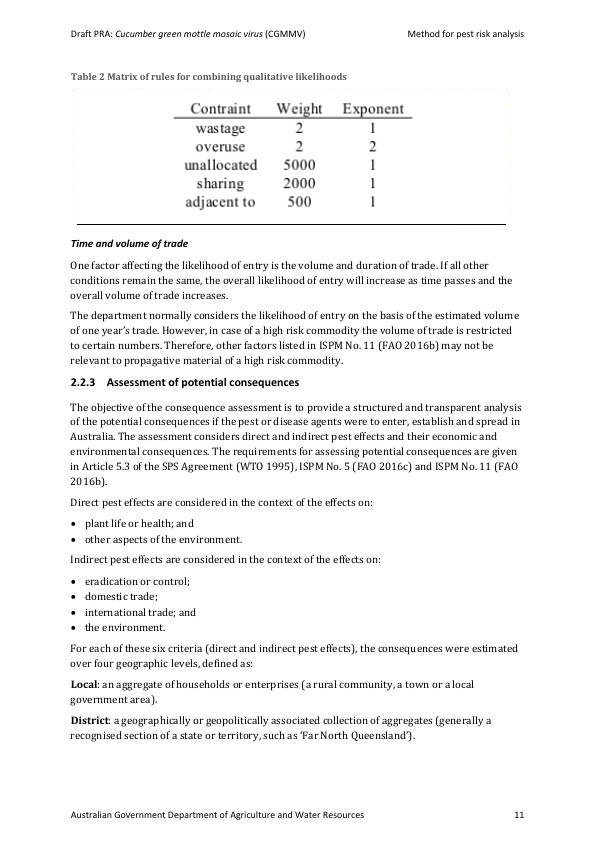 Draft PRA: Cucumber green mottle mosaic virus (CGMMV) Method for pest risk analysis
Table 2 Matrix of rules for combining qualitative likelihoods
Contraint Weight Exponent
wastage 2 1
overuse 2 2
unallocated 5000 1
sharing 2000 1
adjacent to 500 1
Time and volume of trade
One factor affecting the likelihood of entry is the volume and duration of trade. If all other
conditions remain the same, the overall likelihood of entry will increase as time passes and the
overall volume of trade increases.
The department normally considers the likelihood of entry on the basis of the estimated volume
of one year's trade. However, in case of a high risk commodity the volume of trade is restricted
to certain numbers. Therefore, other factors listed in ISPM No. 11 (FAO 2016b) may not be
relevant to propagative material of a high risk commodity.
2.2.3 Assessment of potential consequences
The objective of the consequence assessment is to provide a structured and transparent analysis
of the potential consequences if the pest or disease agents were to enter, establish and spread in
Australia. The assessment considers direct and indirect pest effects and their economic and
environmental consequences. The requirements for assessing potential consequences are given
in Article 5.3 of the SPS Agreement (WTO 1995), ISPM No. 5 (FAO 2016c) and ISPM No. 11 (FAO
2016b).
Direct pest effects are considered in the context of the effects on:
• plant life or health; and
• other aspects of the environment.
Indirect pest effects are considered in the context of the effects on:
• eradication or control;
• domestic trade;
• international trade; and
• the environment.
For each of these six criteria (direct and indirect pest effects), the consequences were estimated
over four geographic levels, defined as:
Local: an aggregate of households or enterprises (a rural community, a town or a local
government area).
District: a geographically or geopolitically associated collection of aggregates (generally a
recognised section of a state or territory, such as 'Far North Queensland').
Australian Government Department of Agriculture and Water Resources 11